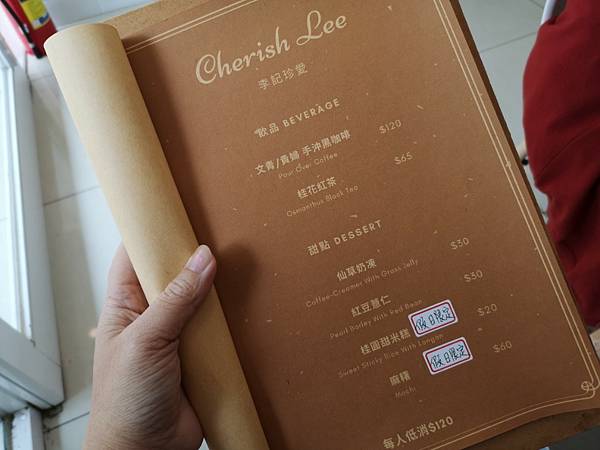 Cherish Lee
李記珍愛
飲品 BEVERAGE
文青/貴婦 手沖黑咖啡 $120
Pour Over Coffee
桂花紅茶 $65
Osmanthus Black Tea
甜點 DESSERT
仙草奶凍 $30
Coffee-Creamer With Grass Jelly
紅豆薏仁 $30
Pearl Barley With Red Bean
桂圓甜米糕 假日限定 $20
Sweet Sticky Rice With Longan
麻糬 假日限定 $60
Mochi
每人低消$120